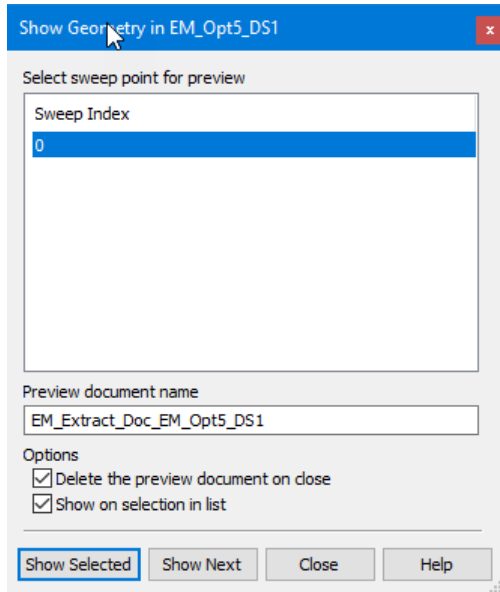 Show Geometry in EM_Opt5_DS1
x
Select sweep point for preview
Sweep Index
0
Preview document name
EM_Extract_Doc_EM_Opt5_DS1
Options
Delete the preview document on close
Show on selection in list
Show Selected
Show Next
Close
Help